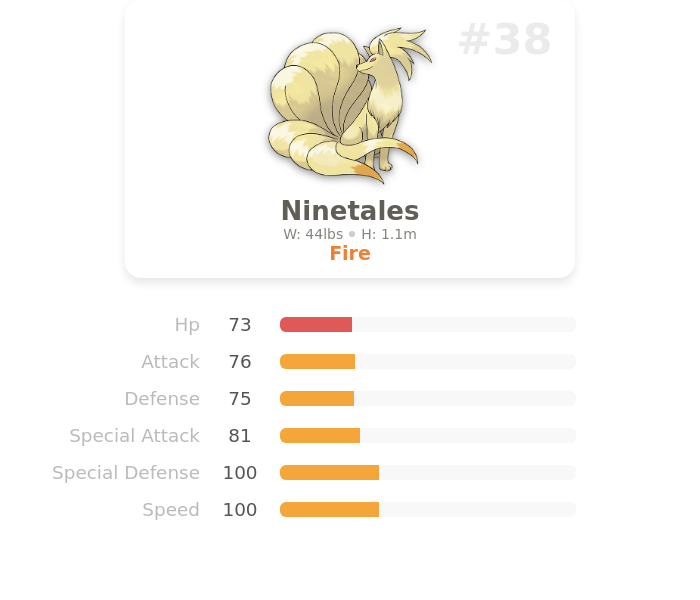 #38
Ninetales
W: 44lbs • H: 1.1m
Fire
Hp 73
Attack 76
Defense 75
Special Attack 81
Special Defense 100
Speed 100